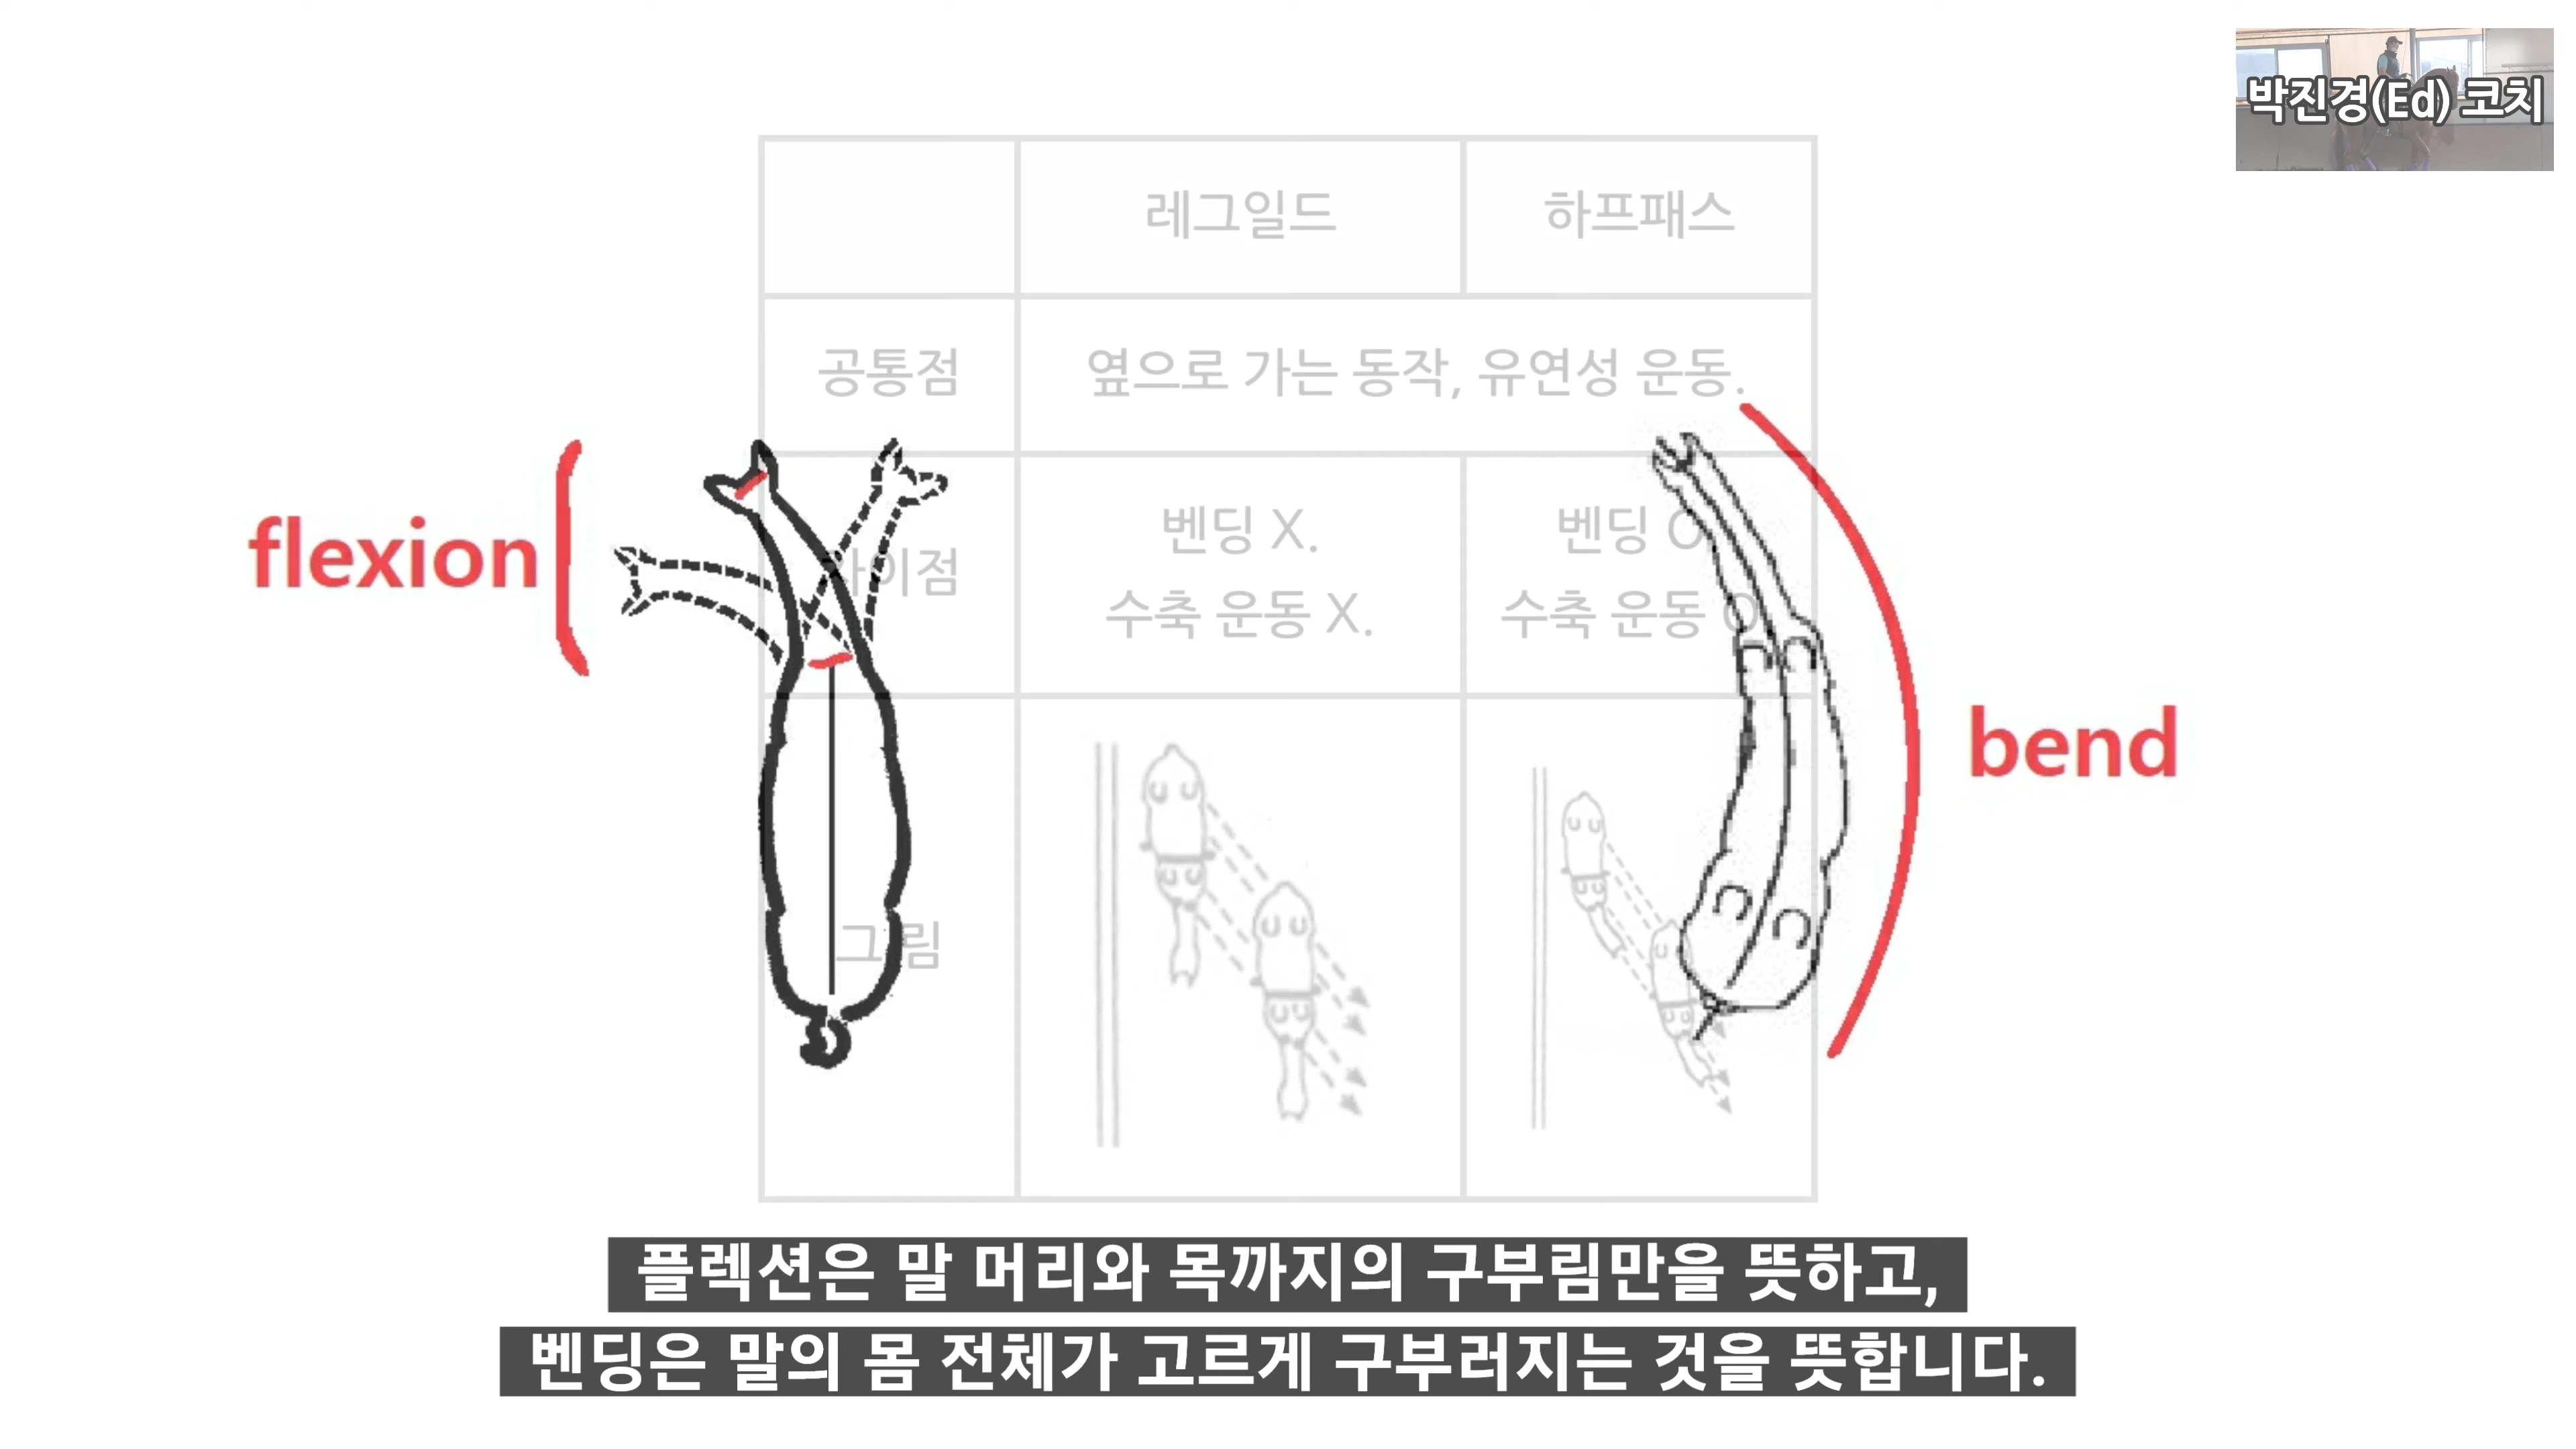 박진경(Ed) 코치
레그일드
하프패스
공통점
옆으로 가는 동작, 유연성 운동.
차이점
벤딩 X.
수축 운동 X.
벤딩 O
수축 운동 O
그림
flexion
bend
플렉션은 말 머리와 목까지의 구부림만을 뜻하고,
벤딩은 말의 몸 전체가 고르게 구부러지는 것을 뜻합니다.